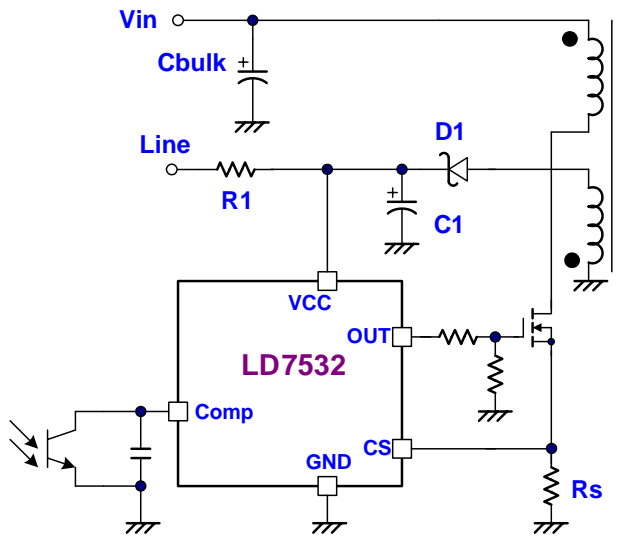 Vin
Cbulk
+
Line
D1
R1
+
C1
VCC
OUT
LD7532
Comp
CS
GND
Rs